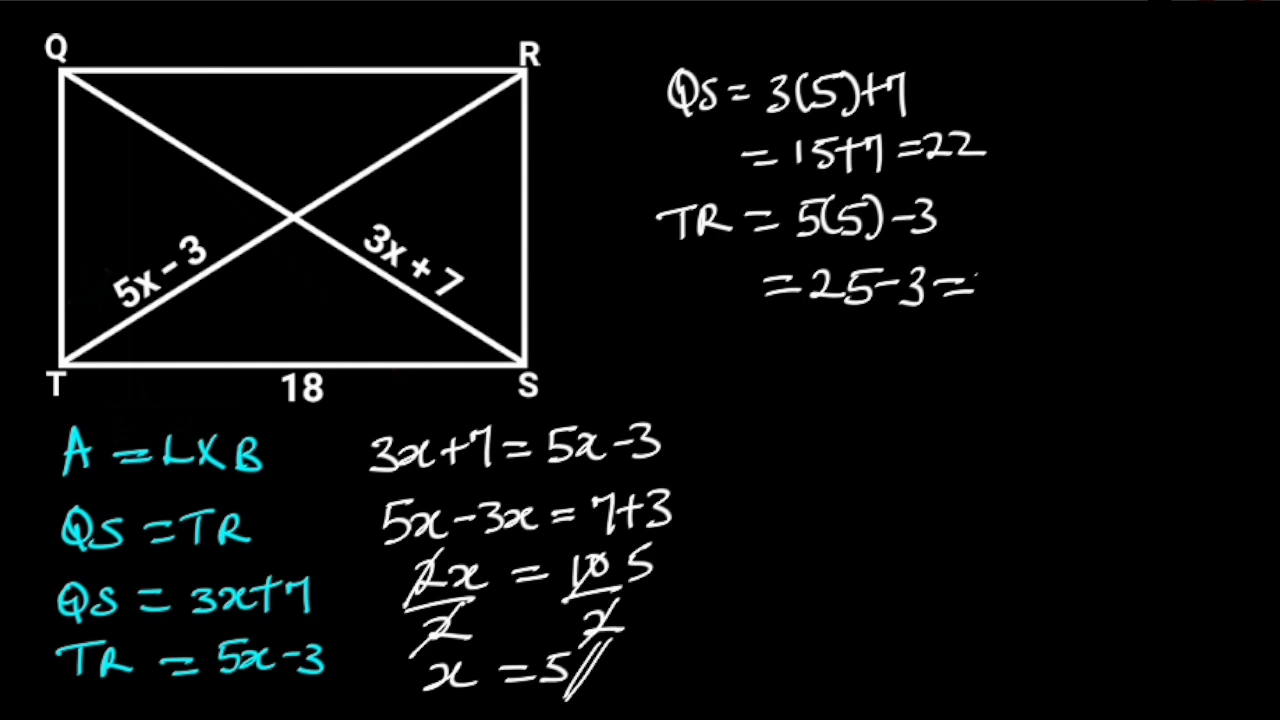 Q
R
5x - 3
3x + 7
T
18
S
A = L X B
QS = TR
QS = 3x+7
TR = 5x-3
3x+7 = 5x-3
5x-3x = 7+3
2x = 10 5
2 2
x = 5 //
QS = 3(5)+7
= 15+7 =22
TR = 5(5)-3
= 25-3 =